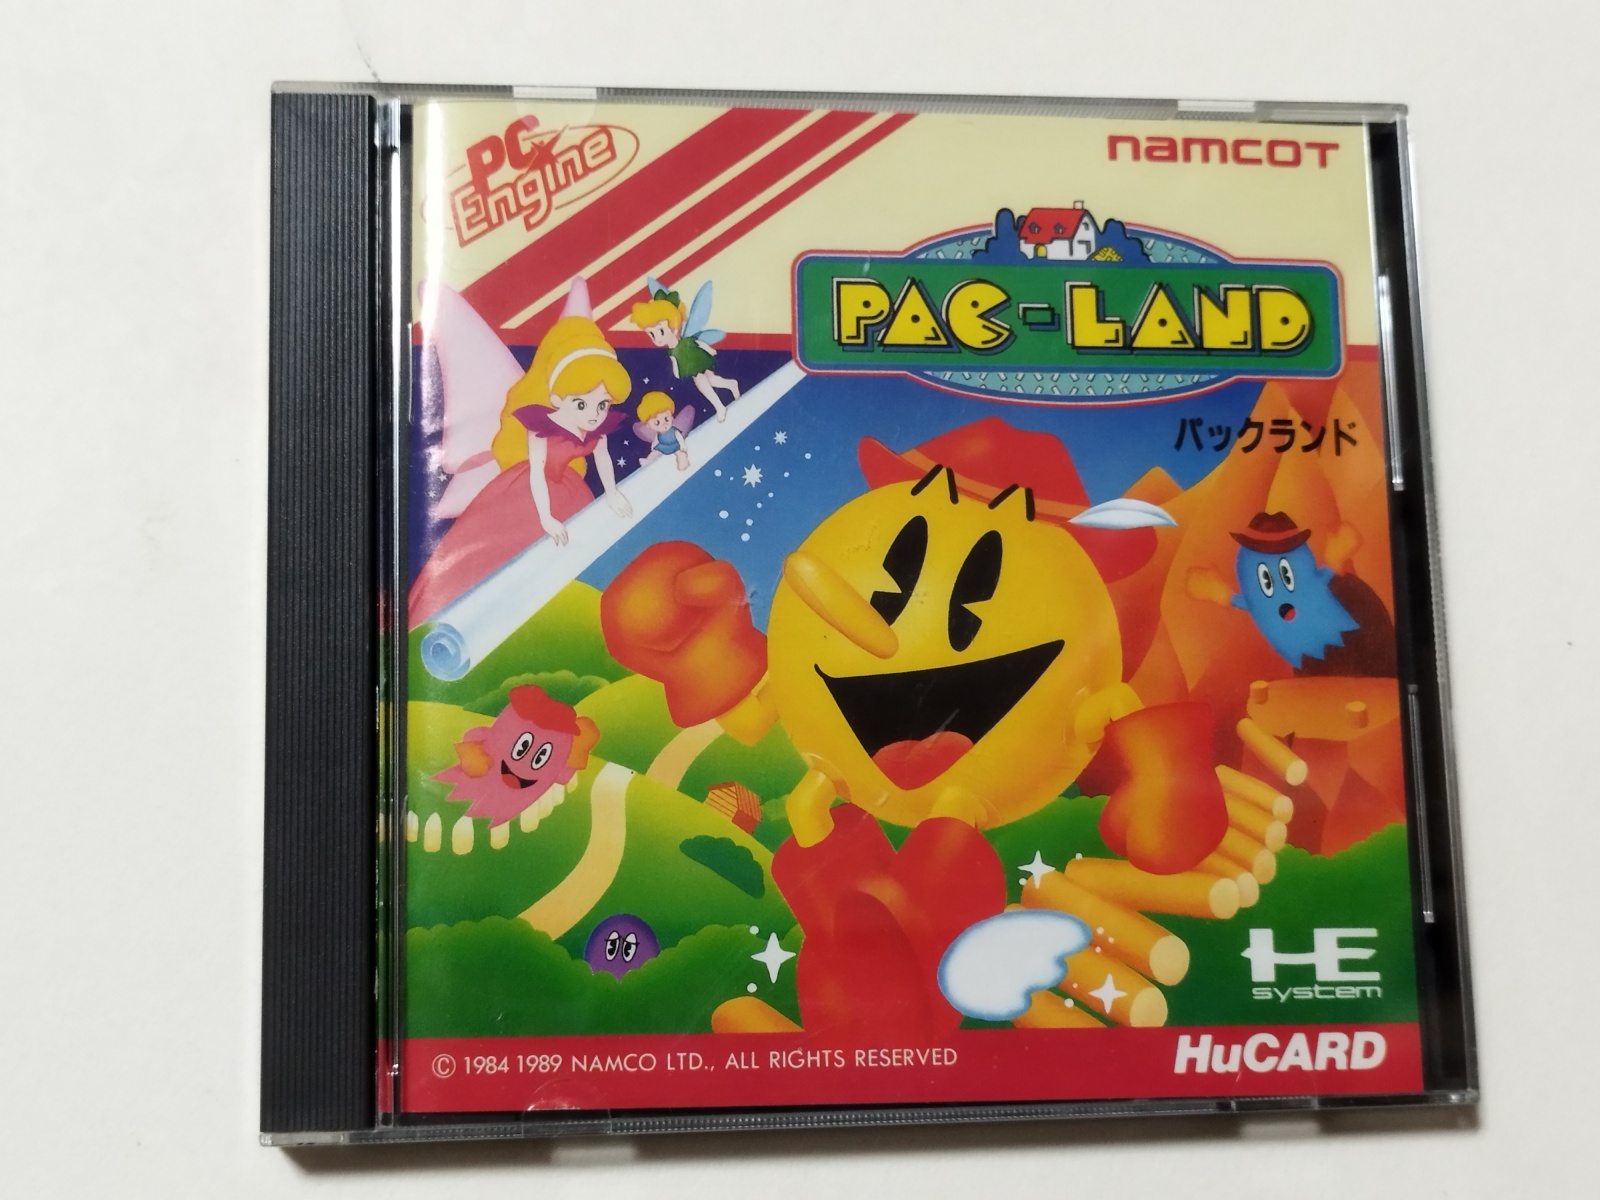 PC Engine
namcoT
PAC-LAND
パックランド
HE
system
© 1984 1989 NAMCO LTD., ALL RIGHTS RESERVED
HuCARD